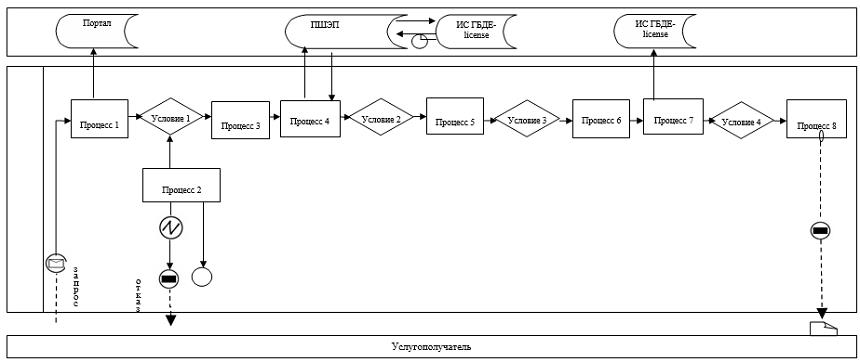 Портал
ПШЭП
ИС ГБДЕ-
license
ИС ГБДЕ-
license
Процесс 1
Условие 1
Процесс 3
Процесс 4
Условие 2
Процесс 5
Условие 3
Процесс 6
Процесс 7
Условие 4
Процесс 8
Процесс 2
запрос
отказ
Услугополучатель